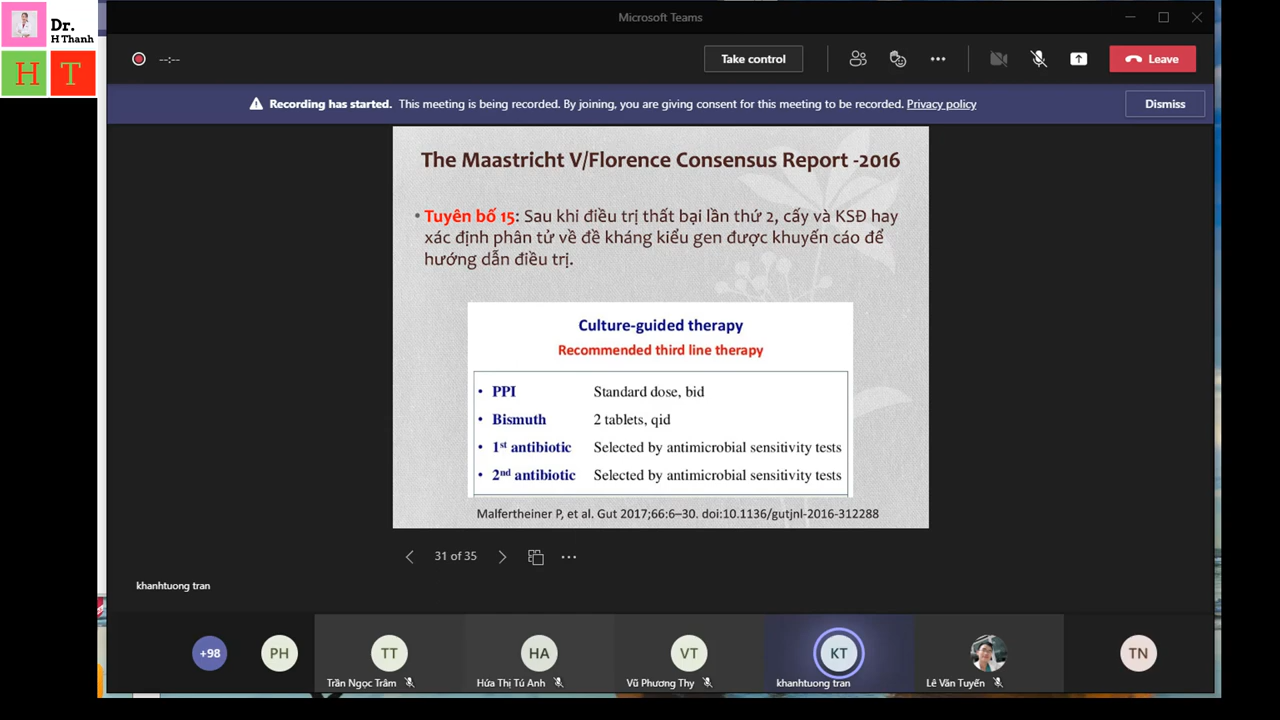 Dr.
H Thanh
H T
Microsoft Teams
--:--
Take control
Leave
Recording has started. This meeting is being recorded. By joining, you are giving consent for this meeting to be recorded. Privacy policy
Dismiss
The Maastricht V/Florence Consensus Report -2016
• Tuyên bố 15: Sau khi điều trị thất bại lần thứ 2, cấy và KSĐ hay
xác định phân tử về đề kháng kiểu gen được khuyến cáo để
hướng dẫn điều trị.
Culture-guided therapy
Recommended third line therapy
• PPI Standard dose, bid
• Bismuth 2 tablets, qid
• 1st antibiotic Selected by antimicrobial sensitivity tests
• 2nd antibiotic Selected by antimicrobial sensitivity tests
Malfertheiner P, et al. Gut 2017;66:6–30. doi:10.1136/gutjnl-2016-312288
31 of 35
khanhtuong tran
+98
PH
TT
HA
VT
KT
TN
Trần Ngọc Trâm
Hứa Thị Tú Anh
Vũ Phương Thy
khanhtuong tran
Lê Văn Tuyến